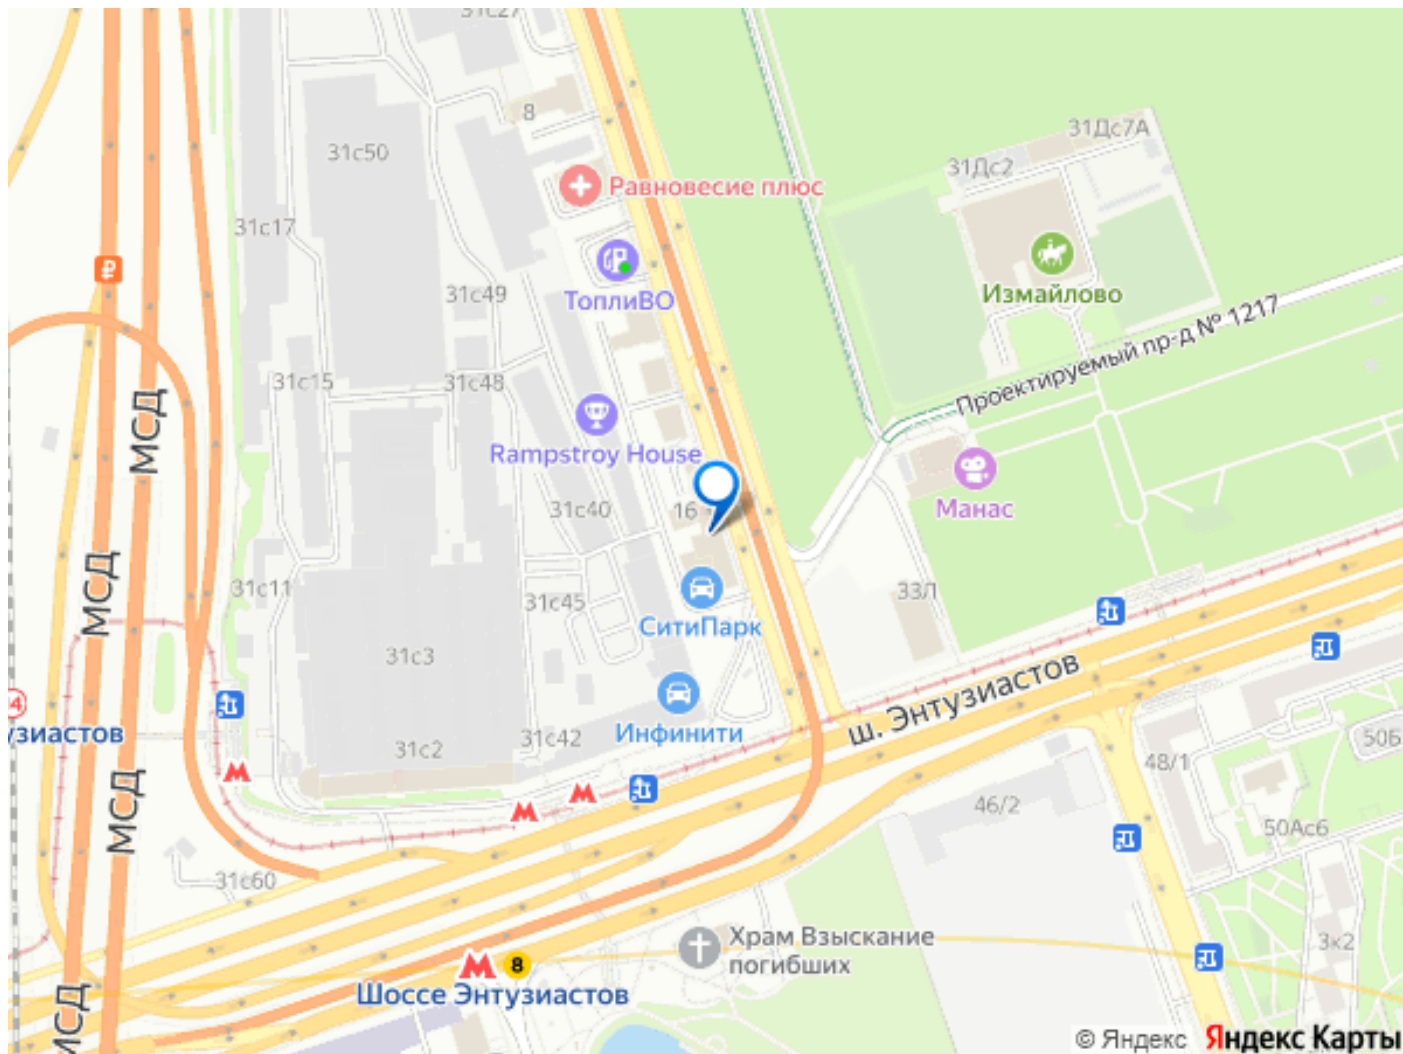 31с27
8
31Дс7А
31с50
31Дс2
Равновесие плюс
31с17
₽
ТоплиВО
31с49
Измайлово
Проектируемый пр-д № 1217
31с15
31с48
МСД
Rampstroy House
16
31с40
Манас
МСД
31с11
31с45
СитиПарк
33Л
31с3
ш. Энтузиастов
4
узиастов
Инфинити
31с42
31с2
48/1
50Б
МСД
46/2
50Ас6
31с60
Храм Взыскание
погибших
3к2
8
Шоссе Энтузиастов
МСД
© Яндекс Яндекс Карты